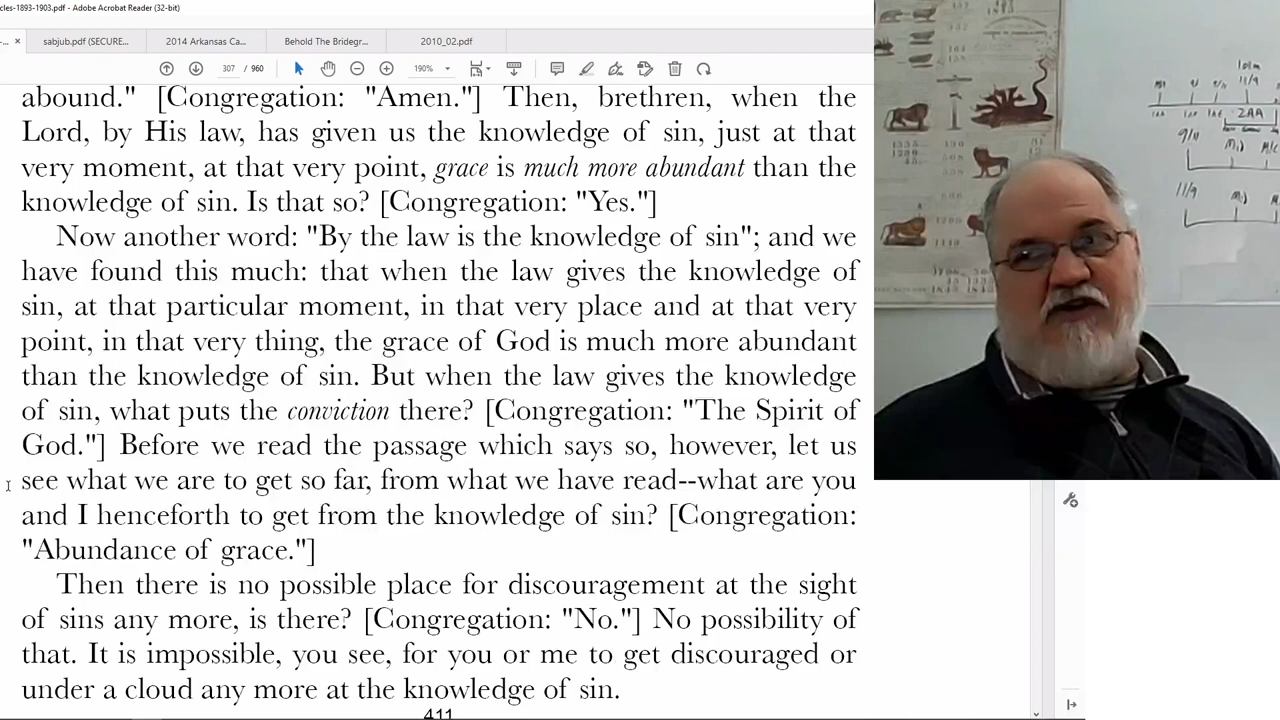 cles-1893-1903.pdf - Adobe Acrobat Reader (32-bit)
sabjub.pdf (SECURE...
2014 Arkansas Ca...
Behold The Bridegr...
2010_02.pdf
307 / 960
190%
abound." [Congregation: "Amen."] Then, brethren, when the
Lord, by His law, has given us the knowledge of sin, just at that
very moment, at that very point, grace is much more abundant than the
knowledge of sin. Is that so? [Congregation: "Yes."]
Now another word: "By the law is the knowledge of sin"; and we
have found this much: that when the law gives the knowledge of
sin, at that particular moment, in that very place and at that very
point, in that very thing, the grace of God is much more abundant
than the knowledge of sin. But when the law gives the knowledge
of sin, what puts the conviction there? [Congregation: "The Spirit of
God."] Before we read the passage which says so, however, let us
see what we are to get so far, from what we have read--what are you
and I henceforth to get from the knowledge of sin? [Congregation:
"Abundance of grace."]
Then there is no possible place for discouragement at the sight
of sins any more, is there? [Congregation: "No."] No possibility of
that. It is impossible, you see, for you or me to get discouraged or
under a cloud any more at the knowledge of sin.
411
1335
11/9
2AA
9/11
11/9